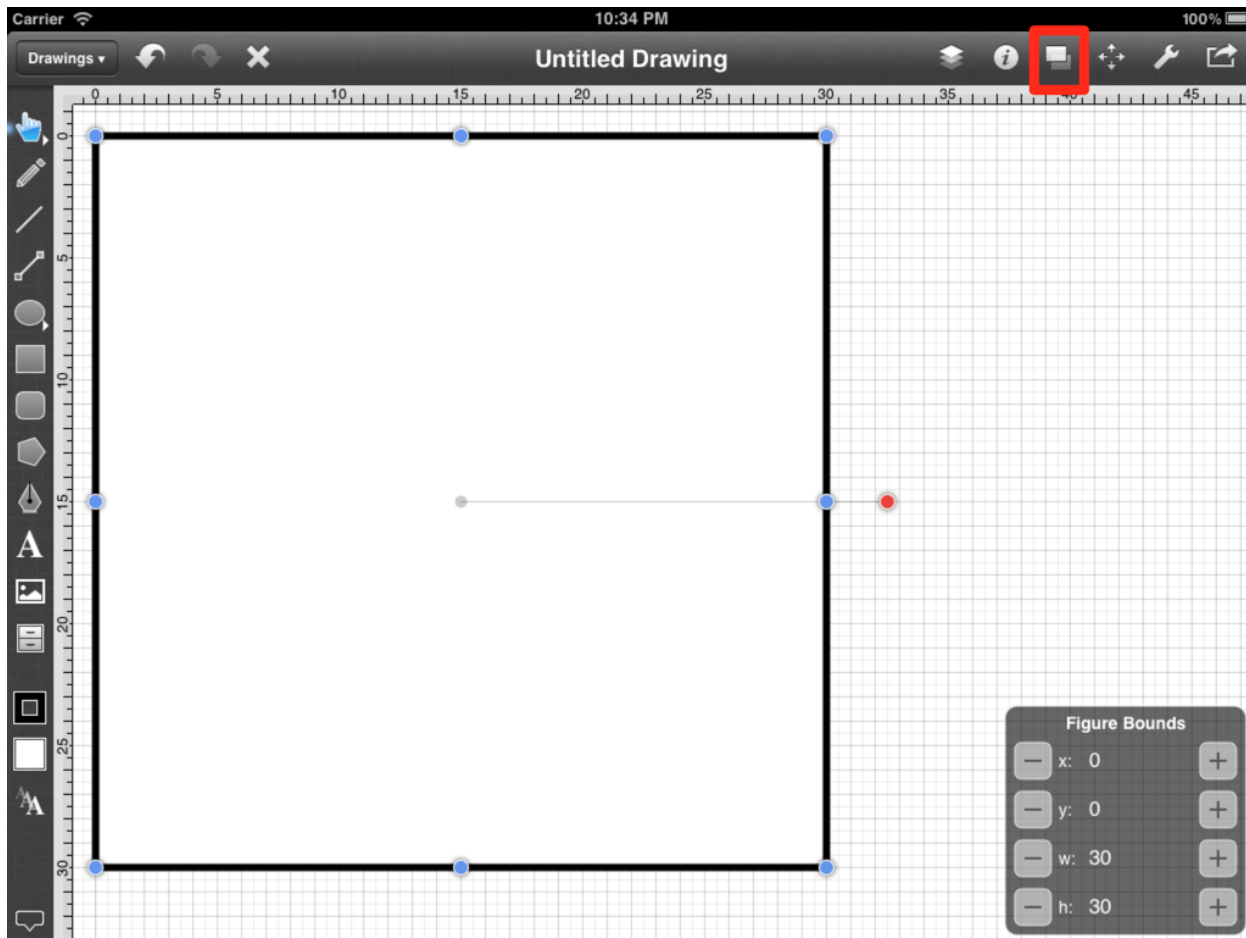 Carrier 10:34 PM 100%
Drawings ▾ Untitled Drawing
0 5 10 15 20 25 30 35 40 45
0
5
10
15
20
25
30
A
AAA
Figure Bounds
x: 0
y: 0
w: 30
h: 30